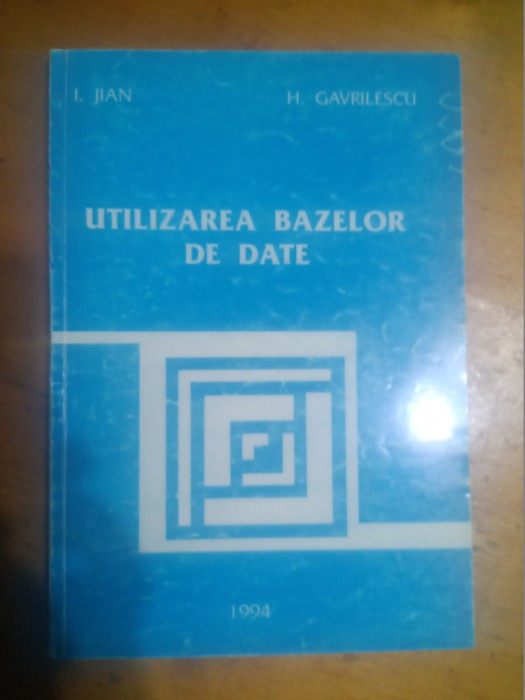 I. JIAN H. GAVRILESCU
UTILIZAREA BAZELOR
DE DATE
1994